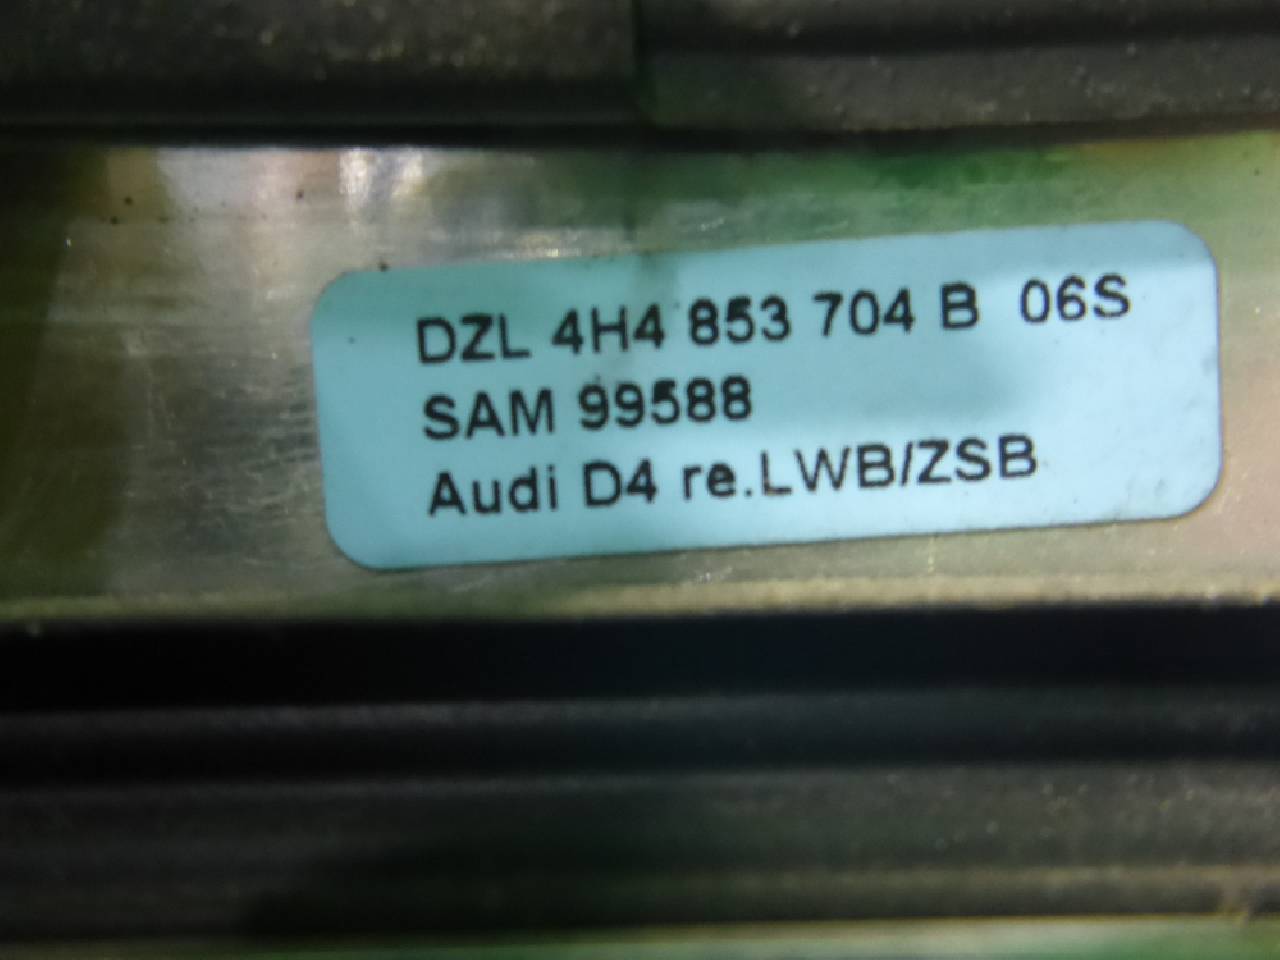 DZL 4H4 853 704 B 06S
SAM 99588
Audi D4 re.LWB/ZSB